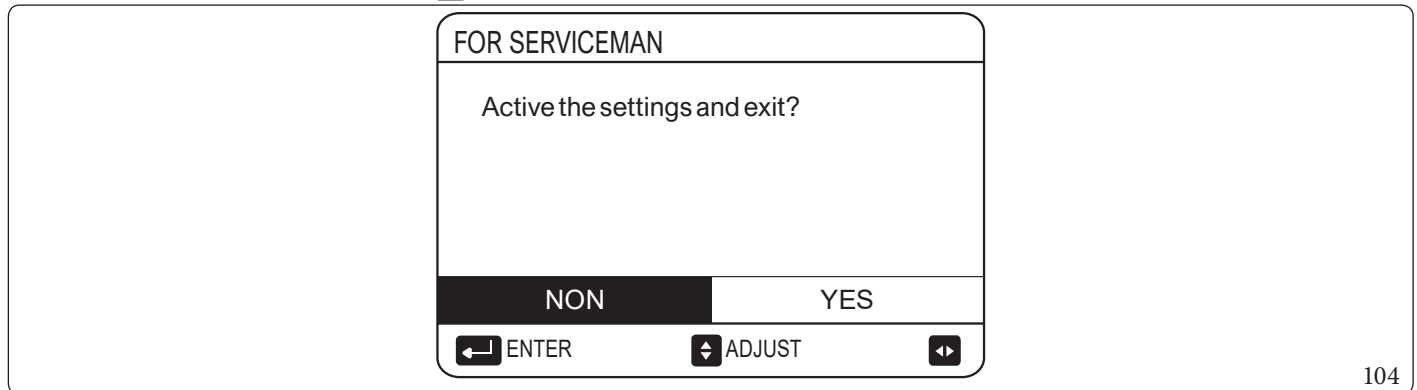 FOR SERVICEMAN
Active the settings and exit?
NON YES
ENTER ADJUST
104